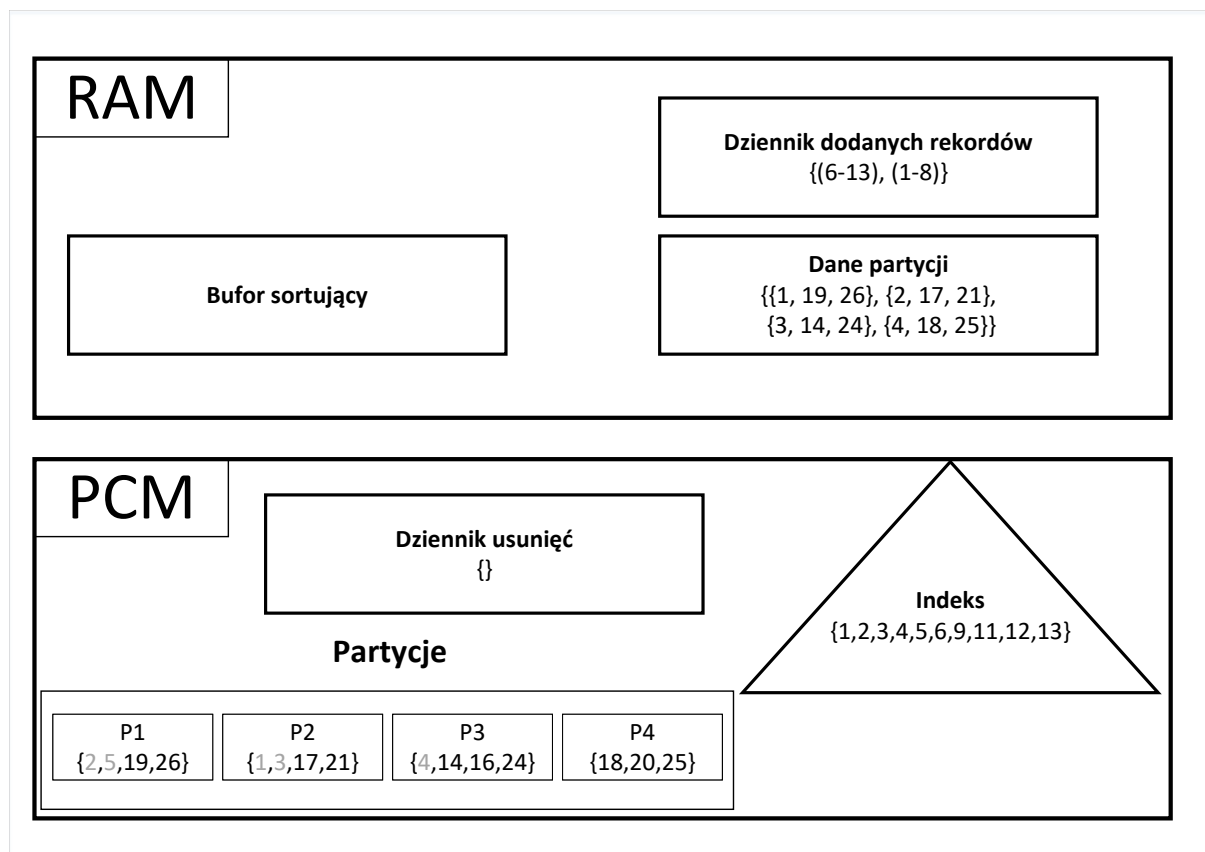 RAM
Dziennik dodanych rekordów
{(6-13), (1-8)}
Bufor sortujący
Dane partycji
{{1, 19, 26}, {2, 17, 21},
{3, 14, 24}, {4, 18, 25}}
PCM
Dziennik usunięć
{}
Indeks
{1,2,3,4,5,6,9,11,12,13}
Partycje
P1
{2,5,19,26}
P2
{1,3,17,21}
P3
{4,14,16,24}
P4
{18,20,25}